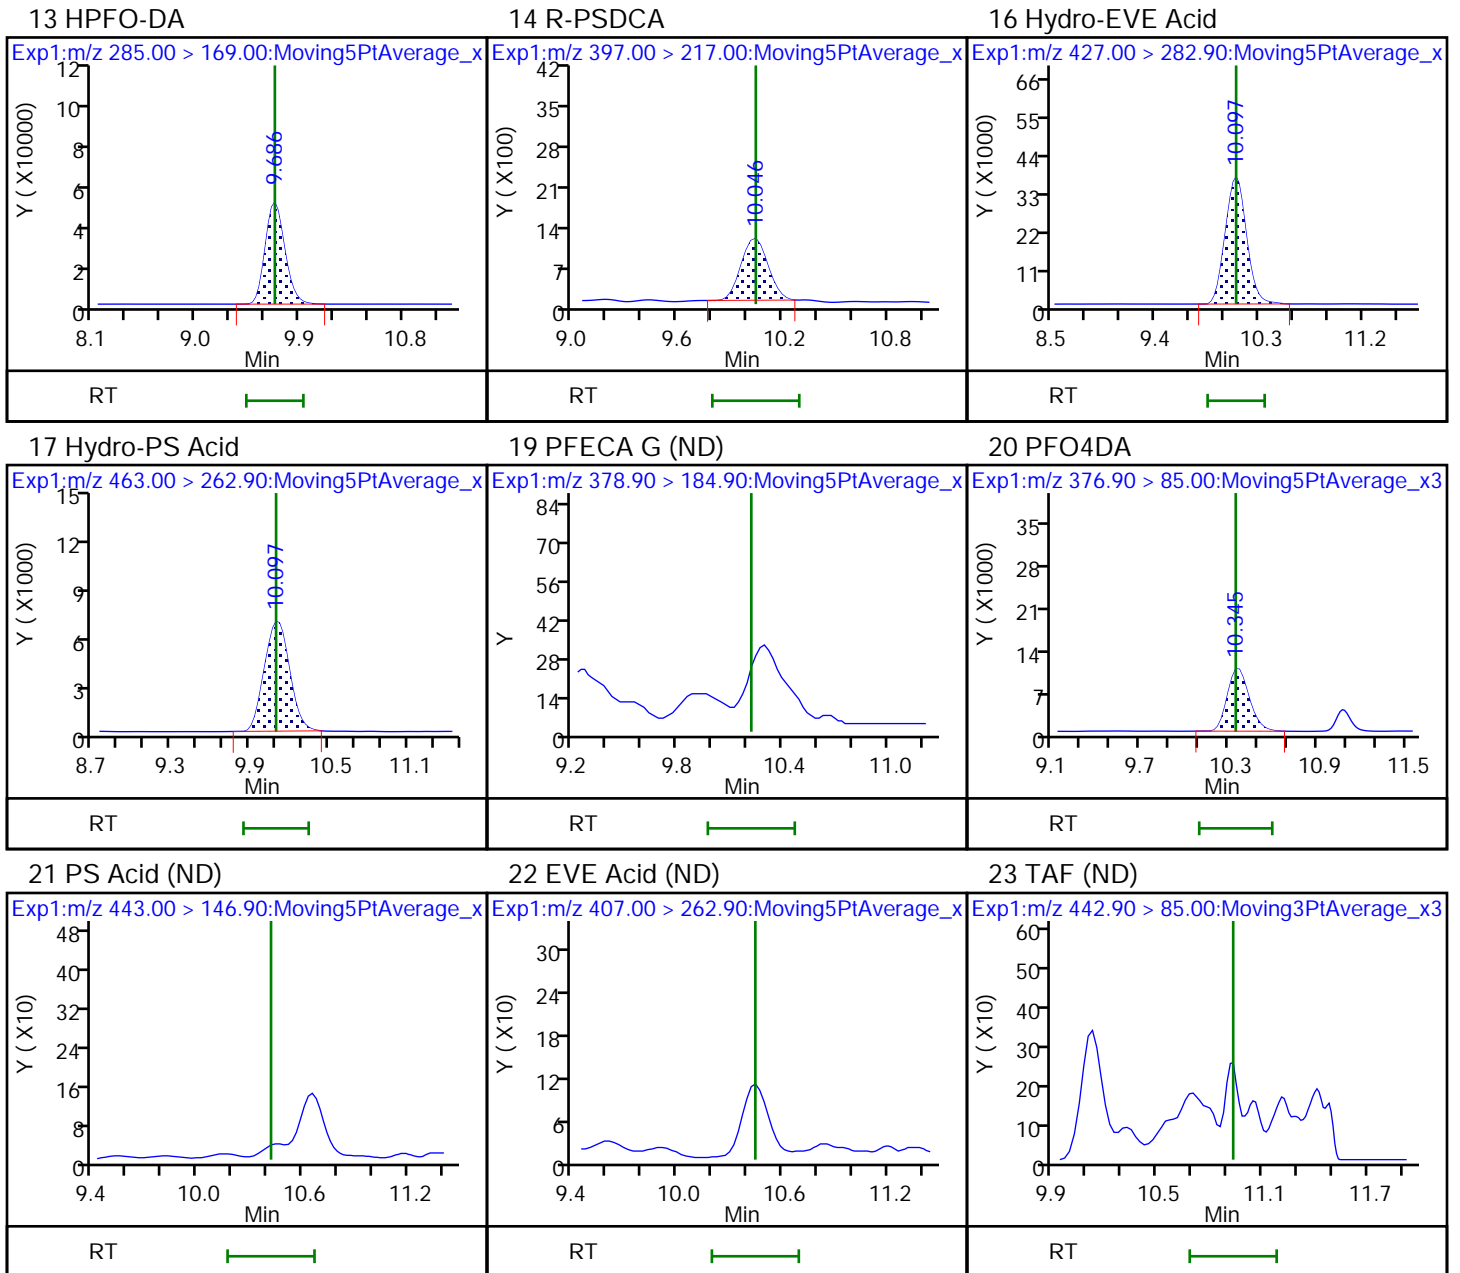 13 HPFO-DA
14 R-PSDCA
16 Hydro-EVE Acid
Exp1:m/z 285.00 > 169.00:Moving5PtAverage_x
Exp1:m/z 397.00 > 217.00:Moving5PtAverage_x
Exp1:m/z 427.00 > 282.90:Moving5PtAverage_x
Y ( X10000)
12
10
8
6
4
2
0
9.686
8.1 9.0 9.9 10.8
Min
RT
Y ( X100)
42
35
28
21
14
7
0
10.046
9.0 9.6 10.2 10.8
Min
RT
Y ( X1000)
66
55
44
33
22
11
0
10.097
8.5 9.4 10.3 11.2
Min
RT
17 Hydro-PS Acid
19 PFECA G (ND)
20 PFO4DA
Exp1:m/z 463.00 > 262.90:Moving5PtAverage_x
Exp1:m/z 378.90 > 184.90:Moving5PtAverage_x
Exp1:m/z 376.90 > 85.00:Moving5PtAverage_x3
Y ( X1000)
15
12
9
6
3
0
10.097
8.7 9.3 9.9 10.5 11.1
Min
RT
Y
84
70
56
42
28
14
0
9.2 9.8 10.4 11.0
Min
RT
Y ( X1000)
35
28
21
14
7
0
10.345
9.1 9.7 10.3 10.9 11.5
Min
RT
21 PS Acid (ND)
22 EVE Acid (ND)
23 TAF (ND)
Exp1:m/z 443.00 > 146.90:Moving5PtAverage_x
Exp1:m/z 407.00 > 262.90:Moving5PtAverage_x
Exp1:m/z 442.90 > 85.00:Moving3PtAverage_x3
Y ( X10)
48
40
32
24
16
8
0
9.4 10.0 10.6 11.2
Min
RT
Y ( X10)
30
24
18
12
6
0
9.4 10.0 10.6 11.2
Min
RT
Y ( X10)
60
50
40
30
20
10
0
9.9 10.5 11.1 11.7
Min
RT